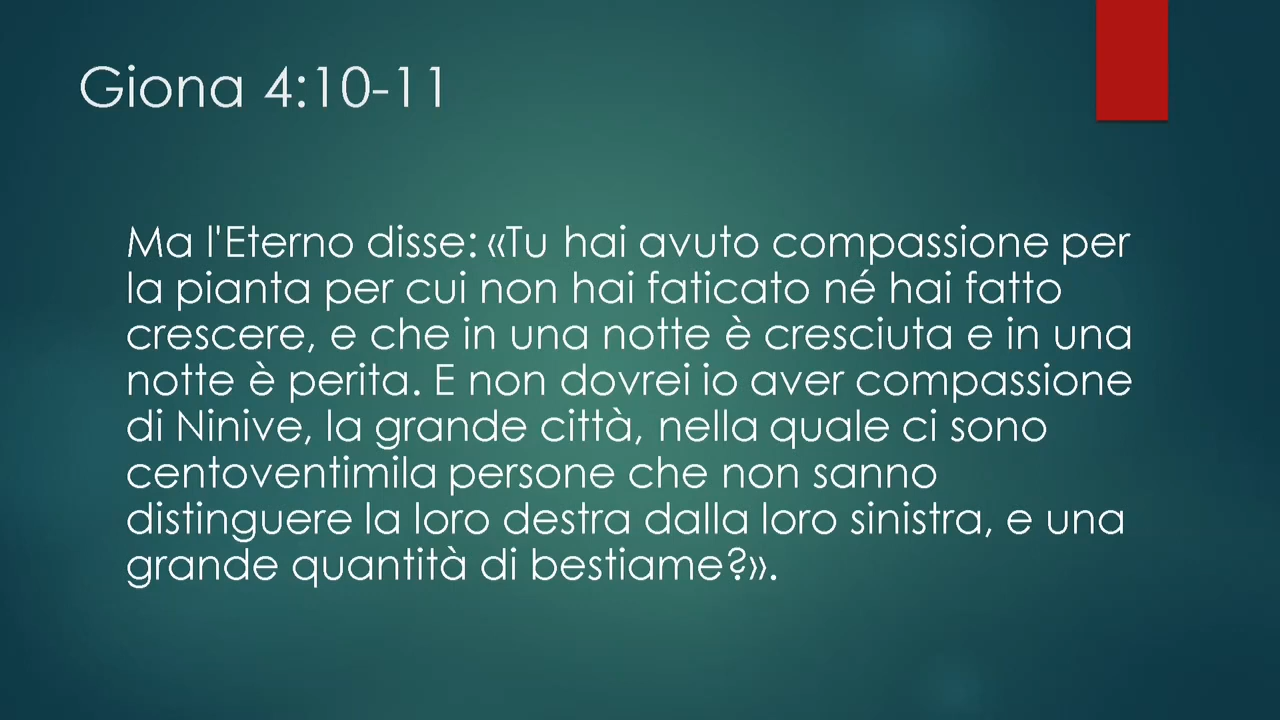 Giona 4:10-11
Ma l'Eterno disse: «Tu hai avuto compassione per
la pianta per cui non hai faticato né hai fatto
crescere, e che in una notte è cresciuta e in una
notte è perita. E non dovrei io aver compassione
di Ninive, la grande città, nella quale ci sono
centoventimila persone che non sanno
distinguere la loro destra dalla loro sinistra, e una
grande quantità di bestiame?».